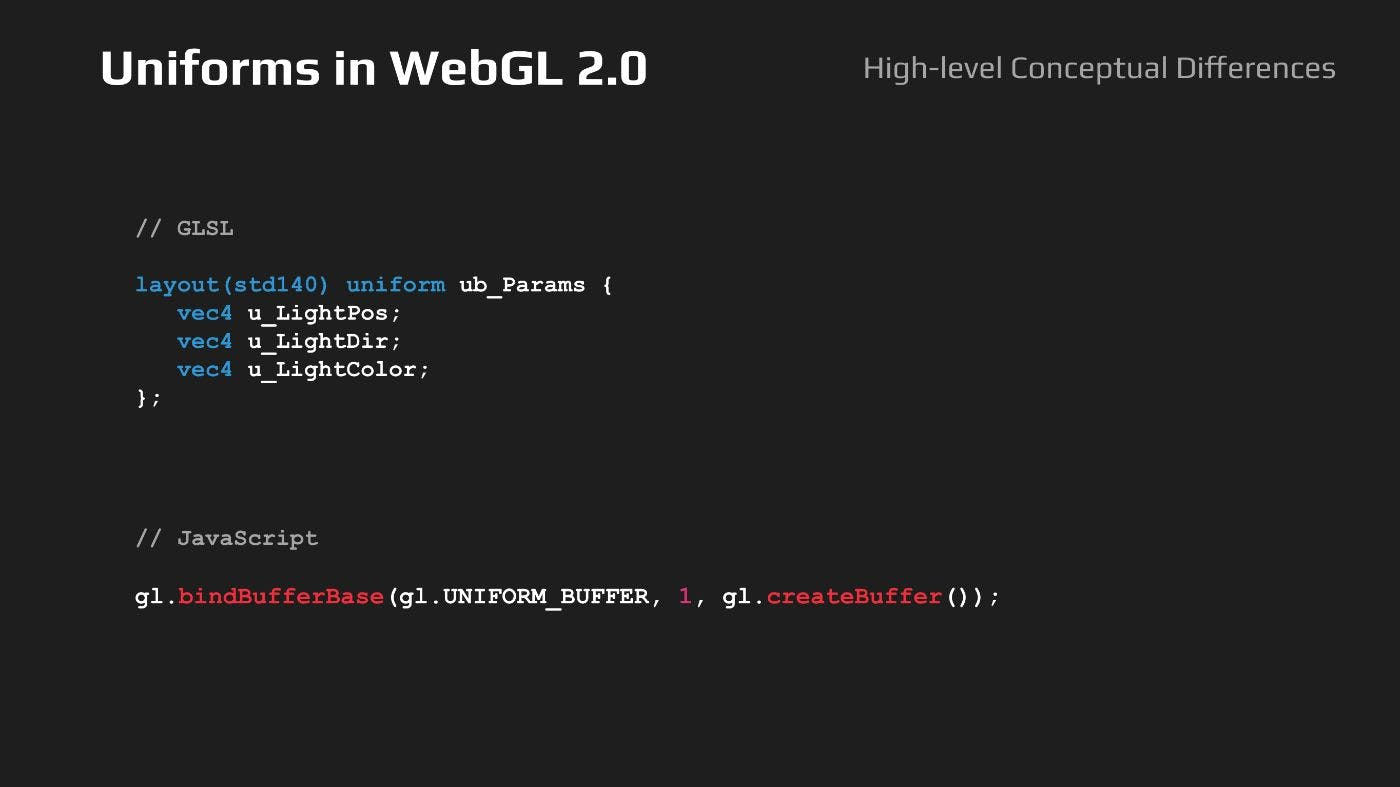 Uniforms in WebGL 2.0
High-level Conceptual Differences
// GLSL
layout(std140) uniform ub_Params {
   vec4 u_LightPos;
   vec4 u_LightDir;
   vec4 u_LightColor;
};
// JavaScript
gl.bindBufferBase(gl.UNIFORM_BUFFER, 1, gl.createBuffer());